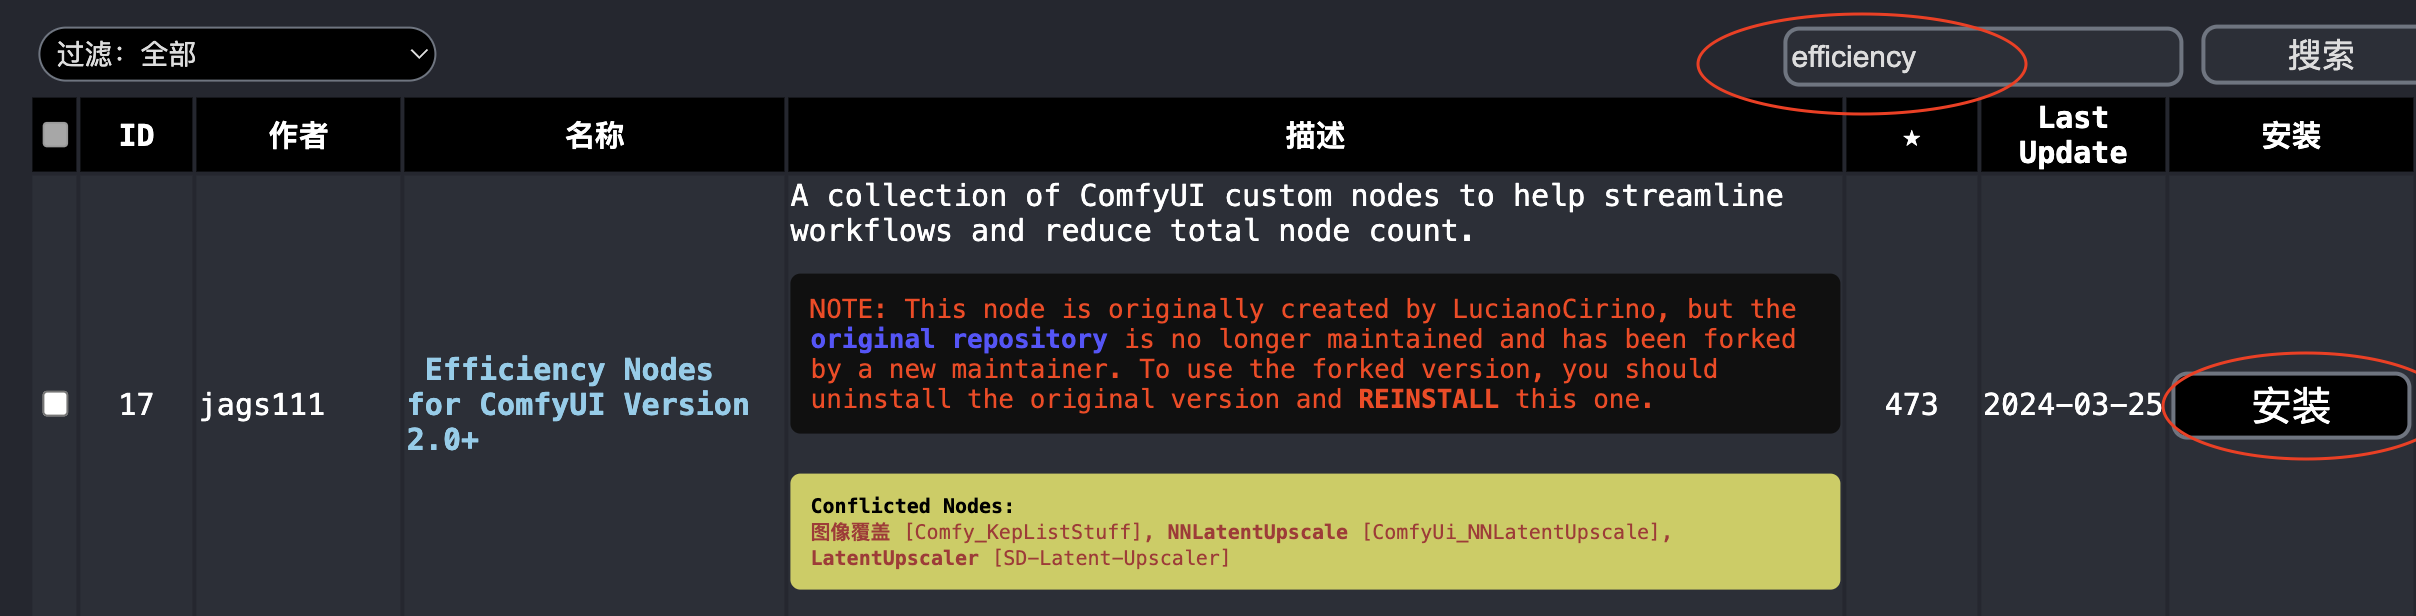 过滤：全部
efficiency
搜索
ID
作者
名称
描述
★
Last
Update
安装
17
jags111
Efficiency Nodes
for ComfyUI Version
2.0+
A collection of ComfyUI custom nodes to help streamline
workflows and reduce total node count.
NOTE: This node is originally created by LucianoCirino, but the
original repository is no longer maintained and has been forked
by a new maintainer. To use the forked version, you should
uninstall the original version and REINSTALL this one.
Conflicted Nodes:
图像覆盖 [Comfy_KepListStuff], NNLatentUpscale [ComfyUi_NNLatentUpscale],
LatentUpscaler [SD-Latent-Upscaler]
473
2024-03-25
安装